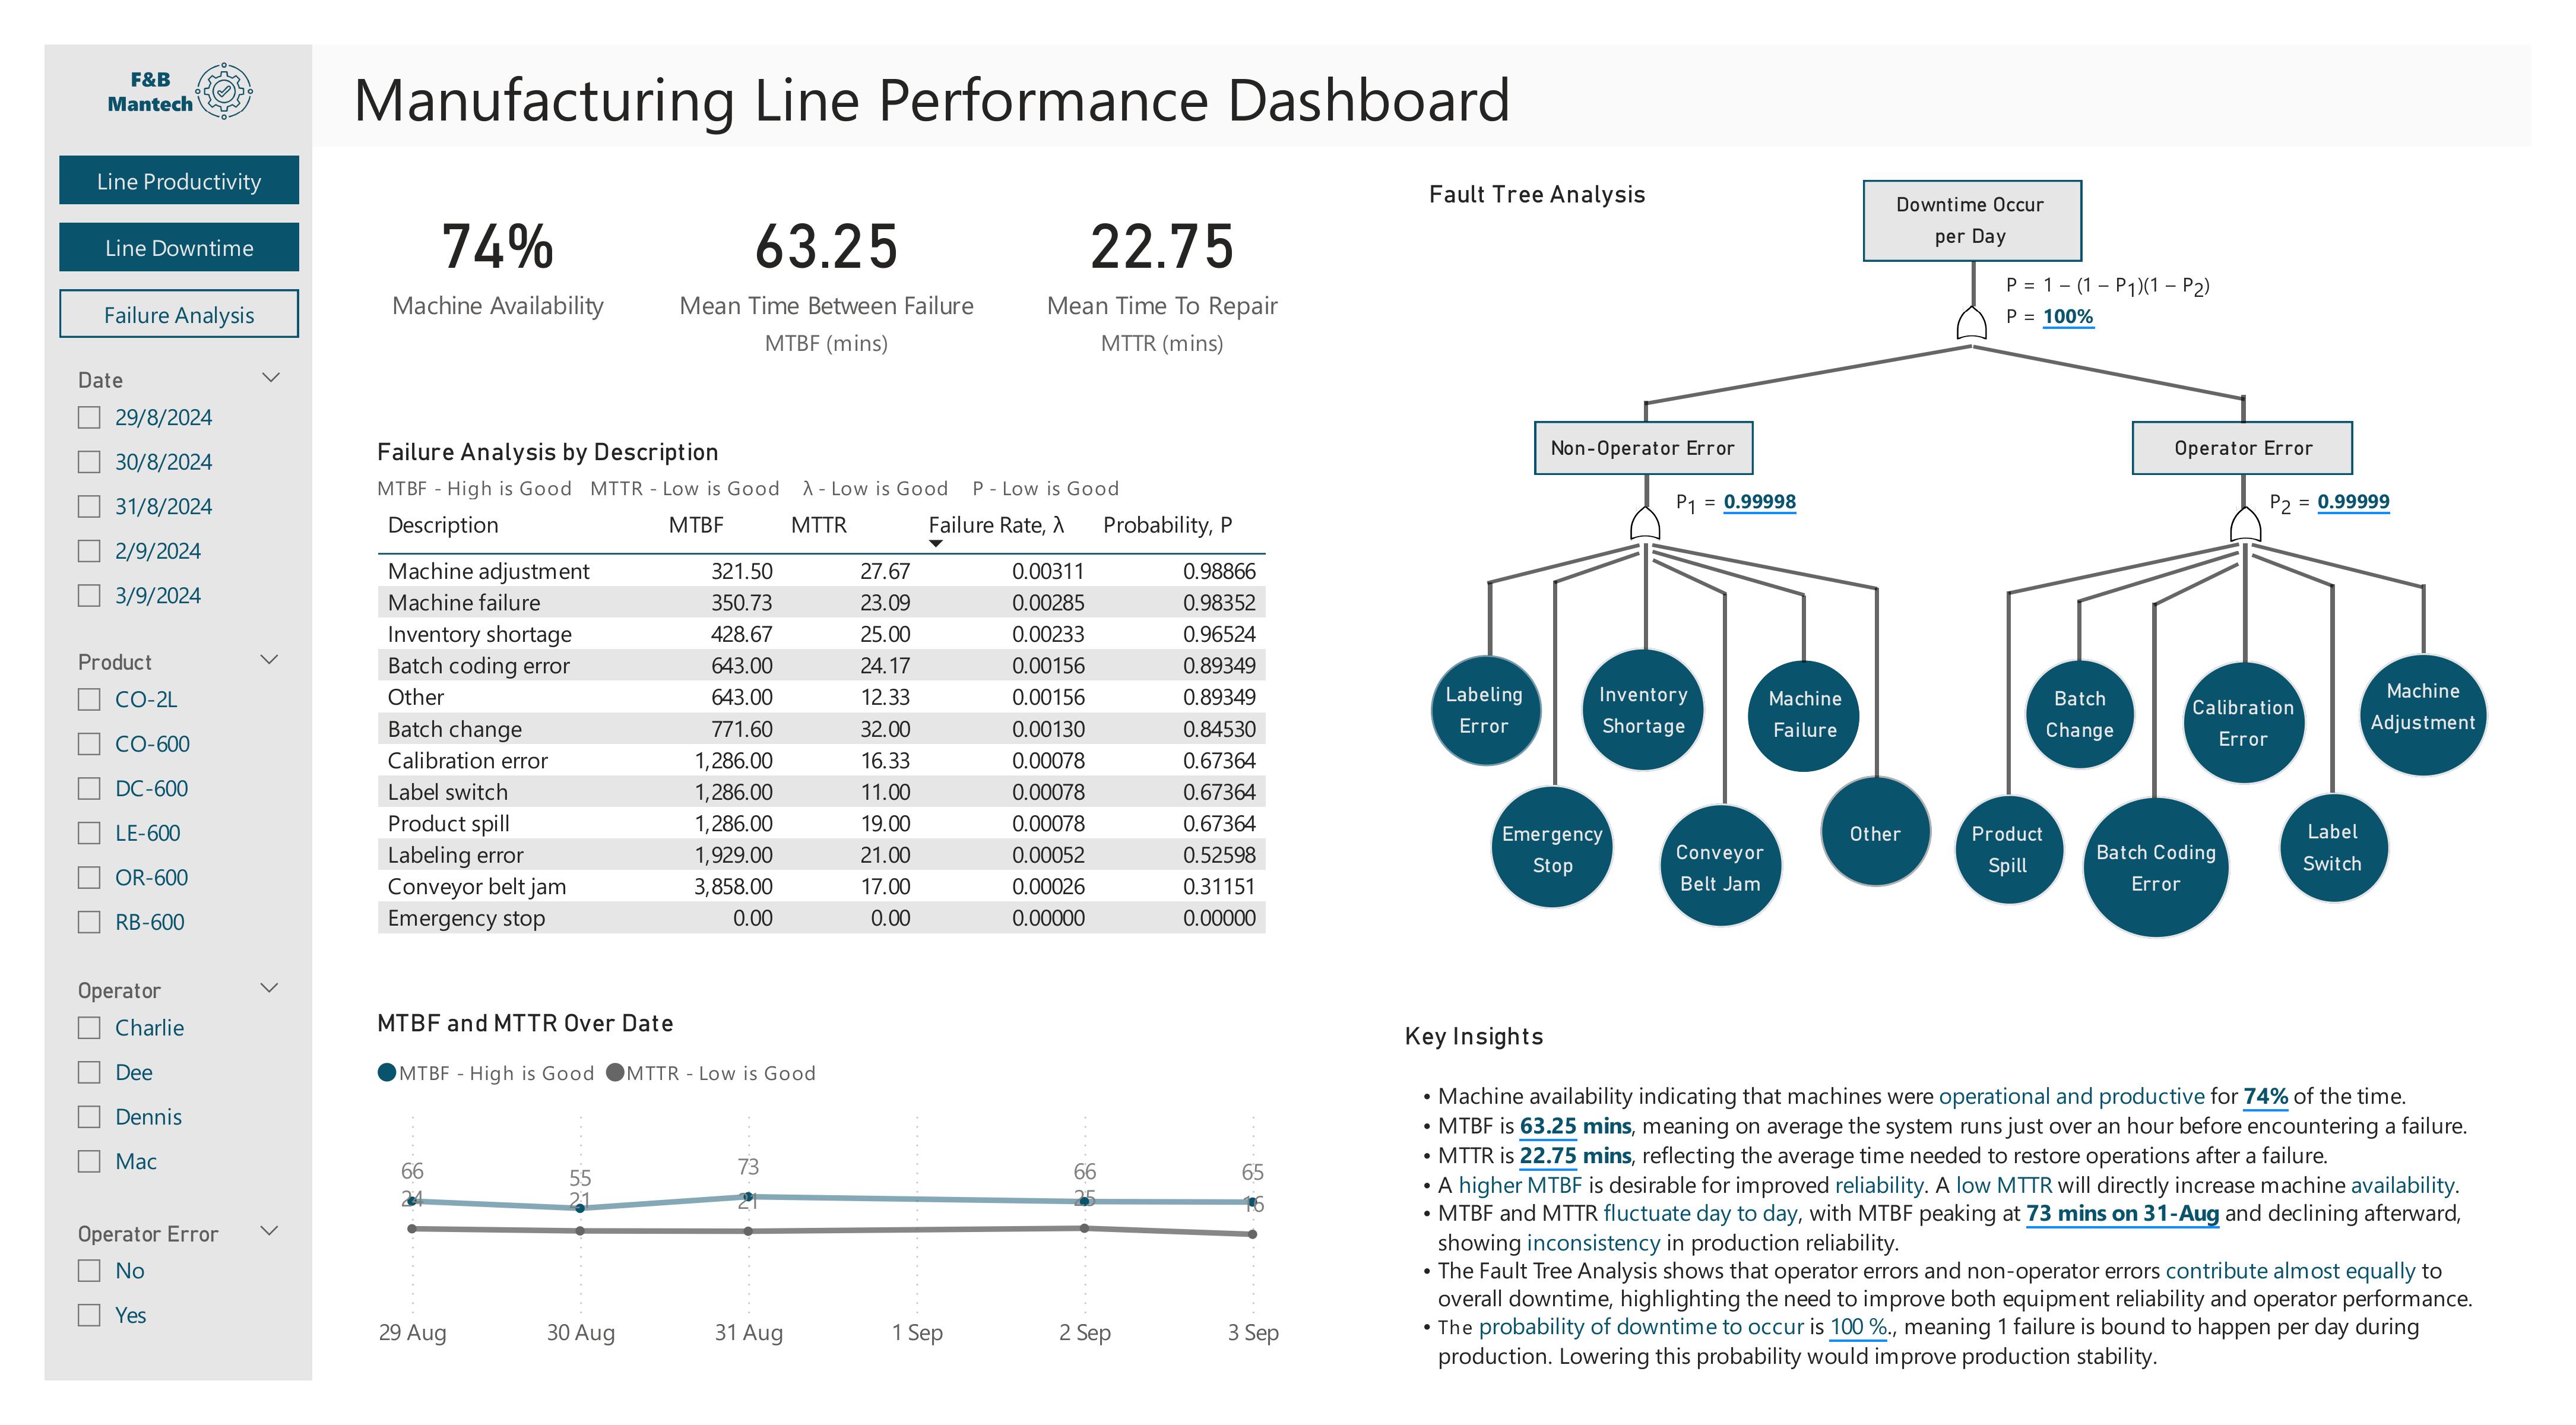 F&B
Mantech
Manufacturing Line Performance Dashboard
Line Productivity
Line Downtime
Failure Analysis
Date
29/8/2024
30/8/2024
31/8/2024
2/9/2024
3/9/2024
Product
CO-2L
CO-600
DC-600
LE-600
OR-600
RB-600
Operator
Charlie
Dee
Dennis
Mac
Operator Error
No
Yes
74%
Machine Availability
63.25
Mean Time Between Failure
MTBF (mins)
22.75
Mean Time To Repair
MTTR (mins)
Failure Analysis by Description
MTBF - High is Good MTTR - Low is Good λ - Low is Good P - Low is Good
Description MTBF MTTR Failure Rate, λ Probability, P
Machine adjustment 321.50 27.67 0.00311 0.98866
Machine failure 350.73 23.09 0.00285 0.98352
Inventory shortage 428.67 25.00 0.00233 0.96524
Batch coding error 643.00 24.17 0.00156 0.89349
Other 643.00 12.33 0.00156 0.89349
Batch change 771.60 32.00 0.00130 0.84530
Calibration error 1,286.00 16.33 0.00078 0.67364
Label switch 1,286.00 11.00 0.00078 0.67364
Product spill 1,286.00 19.00 0.00078 0.67364
Labeling error 1,929.00 21.00 0.00052 0.52598
Conveyor belt jam 3,858.00 17.00 0.00026 0.31151
Emergency stop 0.00 0.00 0.00000 0.00000
MTBF and MTTR Over Date
MTBF - High is Good MTTR - Low is Good
66 55 73 66 65
24 21 21 25 16
29 Aug 30 Aug 31 Aug 1 Sep 2 Sep 3 Sep
Fault Tree Analysis
Downtime Occur
per Day
P = 1 – (1 – P1)(1 – P2)
P = 100%
Non-Operator Error
P1 = 0.99998
Operator Error
P2 = 0.99999
Labeling
Error
Inventory
Shortage
Machine
Failure
Emergency
Stop
Conveyor
Belt Jam
Other
Batch
Change
Calibration
Error
Machine
Adjustment
Product
Spill
Batch Coding
Error
Label
Switch
Key Insights
• Machine availability indicating that machines were operational and productive for 74% of the time.
• MTBF is 63.25 mins, meaning on average the system runs just over an hour before encountering a failure.
• MTTR is 22.75 mins, reflecting the average time needed to restore operations after a failure.
• A higher MTBF is desirable for improved reliability. A low MTTR will directly increase machine availability.
• MTBF and MTTR fluctuate day to day, with MTBF peaking at 73 mins on 31-Aug and declining afterward,
showing inconsistency in production reliability.
• The Fault Tree Analysis shows that operator errors and non-operator errors contribute almost equally to
overall downtime, highlighting the need to improve both equipment reliability and operator performance.
• The probability of downtime to occur is 100 %., meaning 1 failure is bound to happen per day during
production. Lowering this probability would improve production stability.